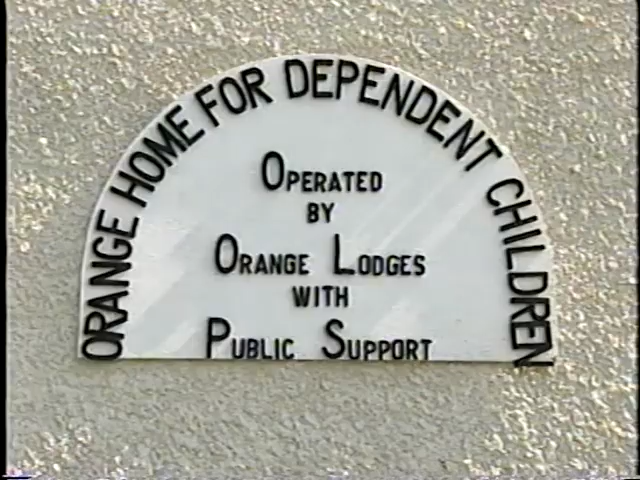 ORANGE HOME FOR DEPENDENT CHILDREN
OPERATED
BY
ORANGE LODGES
WITH
PUBLIC SUPPORT